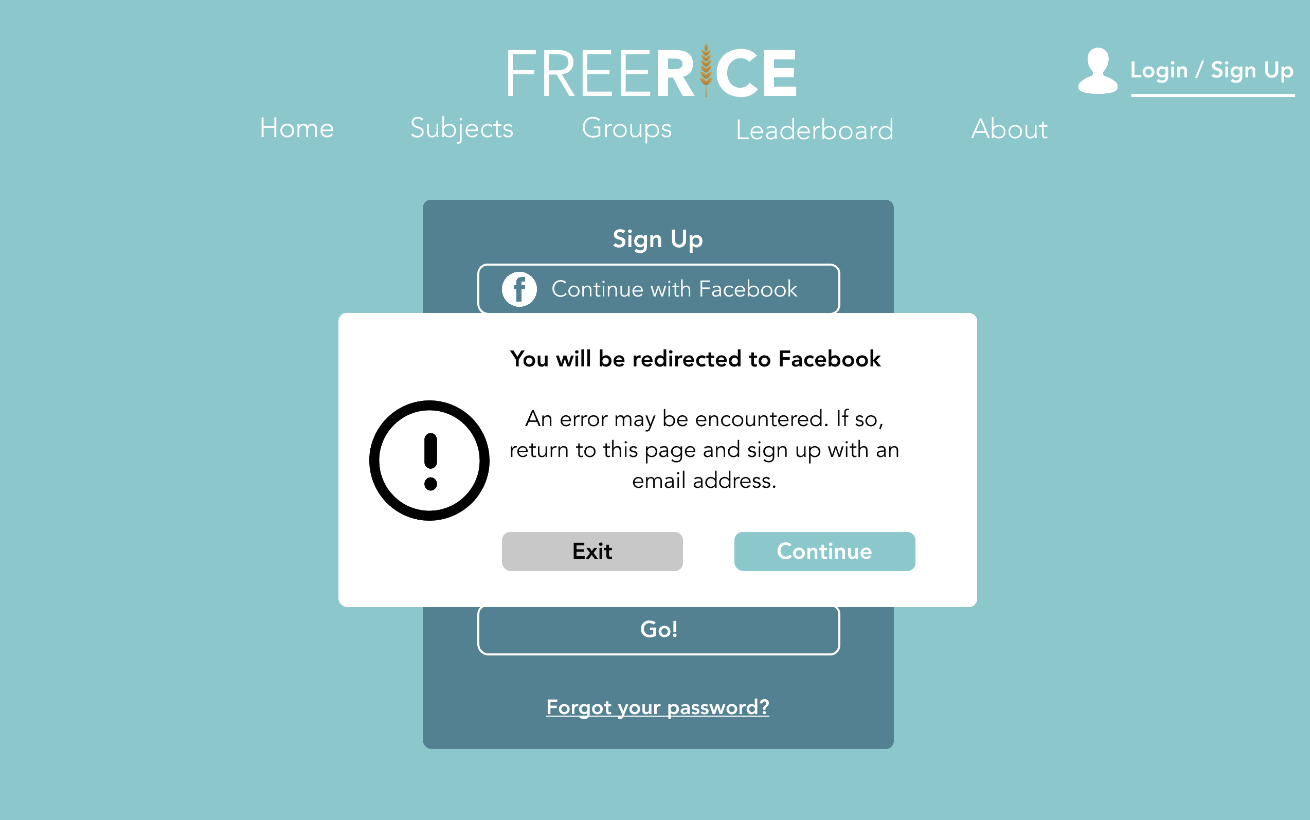 FREERICE
Login / Sign Up
Home Subjects Groups Leaderboard About
Sign Up
Continue with Facebook
You will be redirected to Facebook
An error may be encountered. If so,
return to this page and sign up with an
email address.
Exit Continue
Go!
Forgot your password?